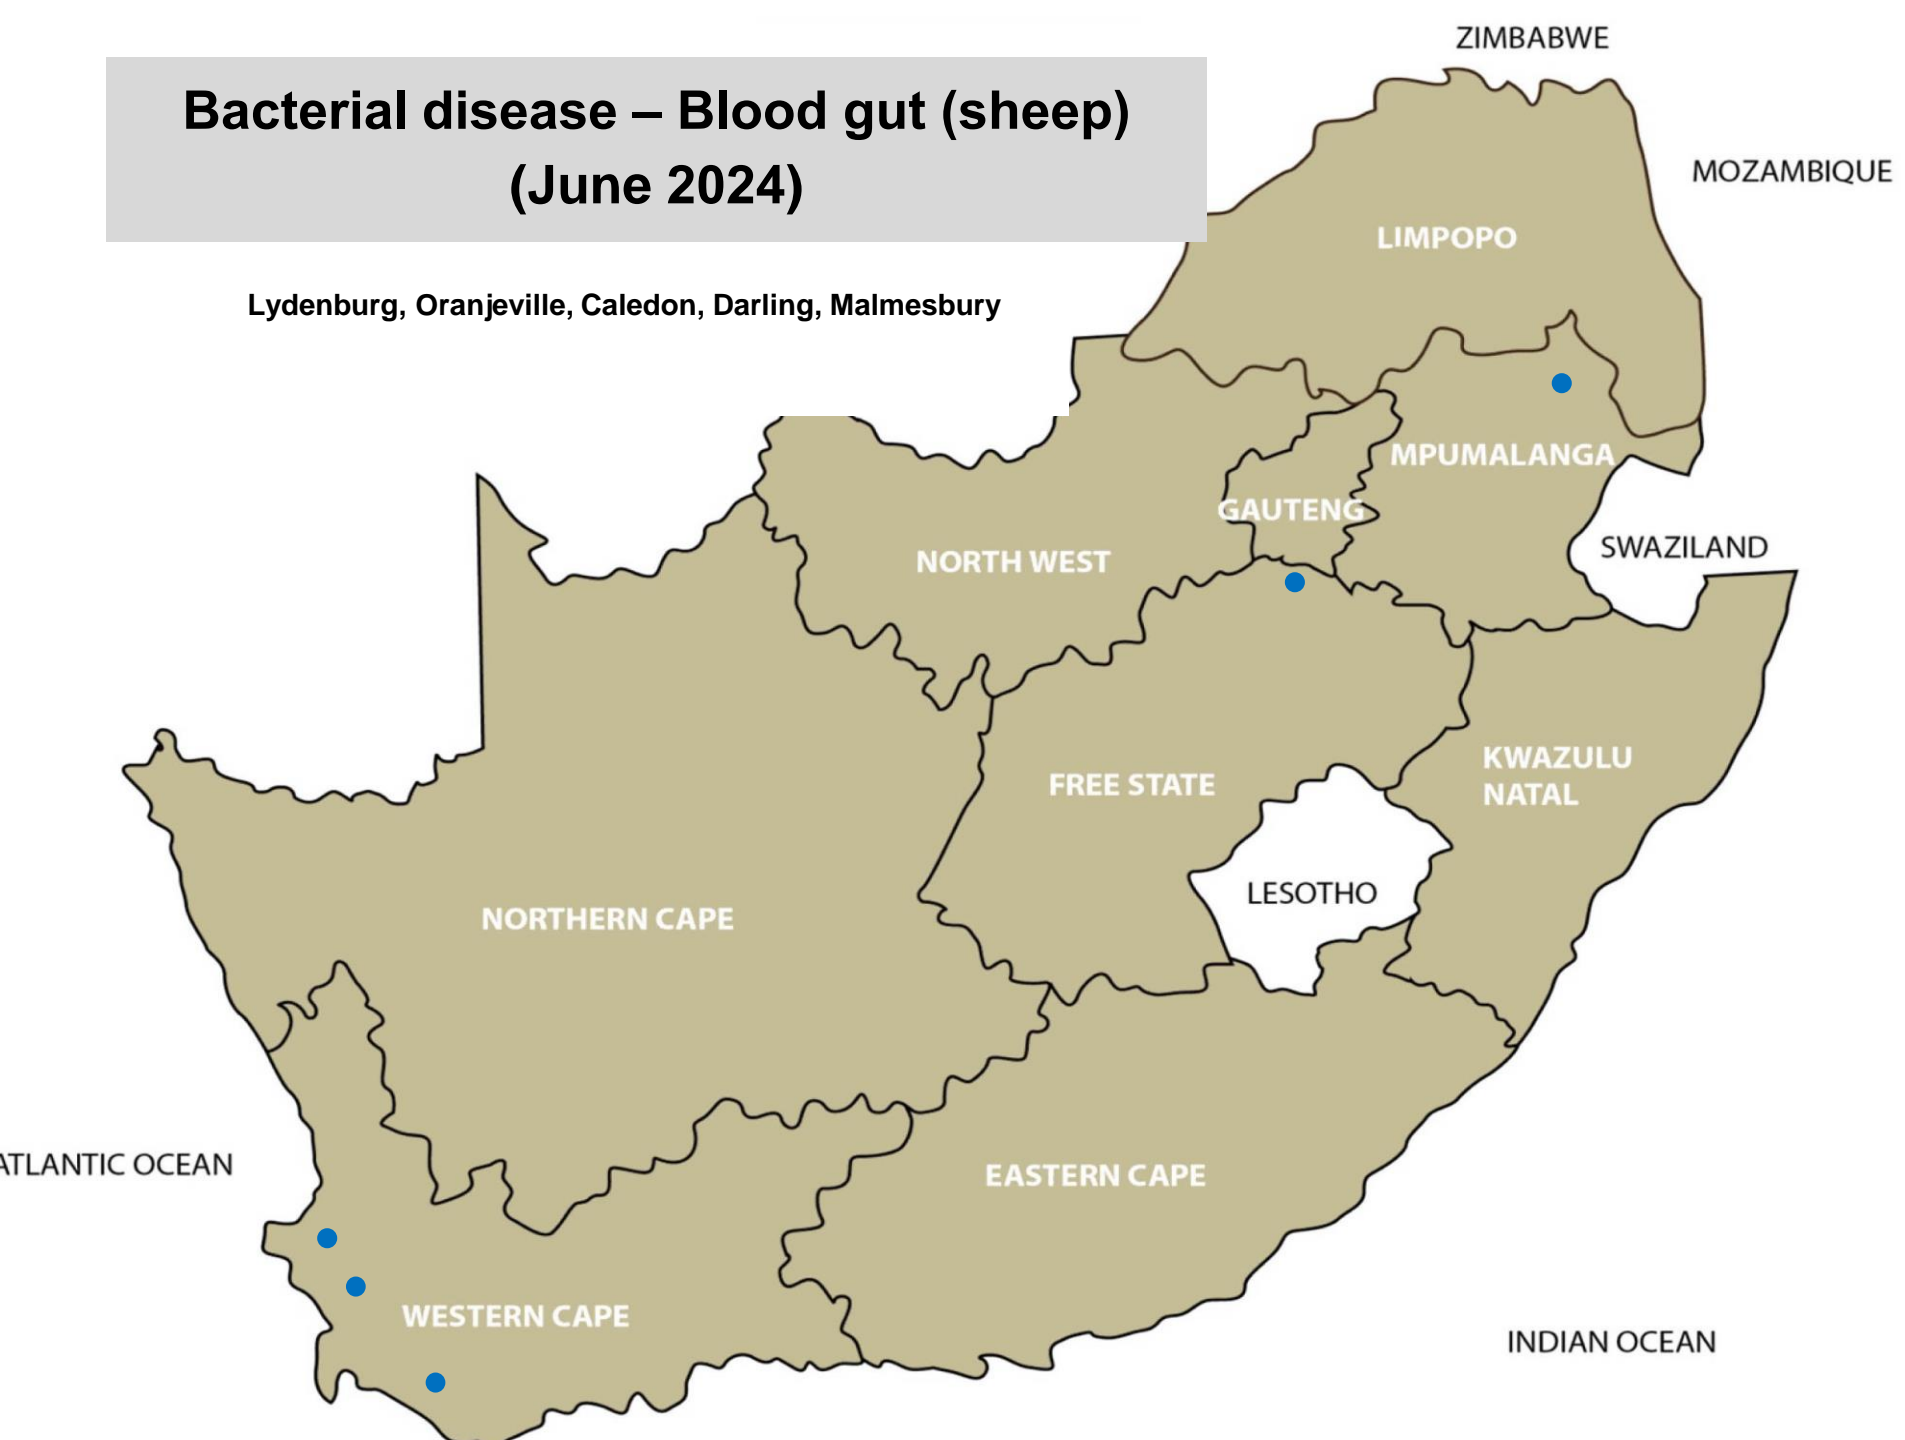 ZIMBABWE
Bacterial disease – Blood gut (sheep)
(June 2024)
MOZAMBIQUE
LIMPOPO
Lydenburg, Oranjeville, Caledon, Darling, Malmesbury
MPUMALANGA
GAUTENG
SWAZILAND
NORTH WEST
KWAZULU
NATAL
FREE STATE
LESOTHO
NORTHERN CAPE
ATLANTIC OCEAN
EASTERN CAPE
WESTERN CAPE
INDIAN OCEAN